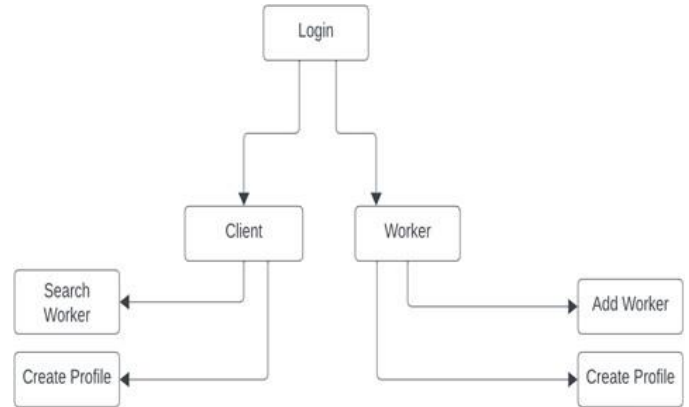 Login
Client
Worker
Search
Worker
Add Worker
Create Profile
Create Profile